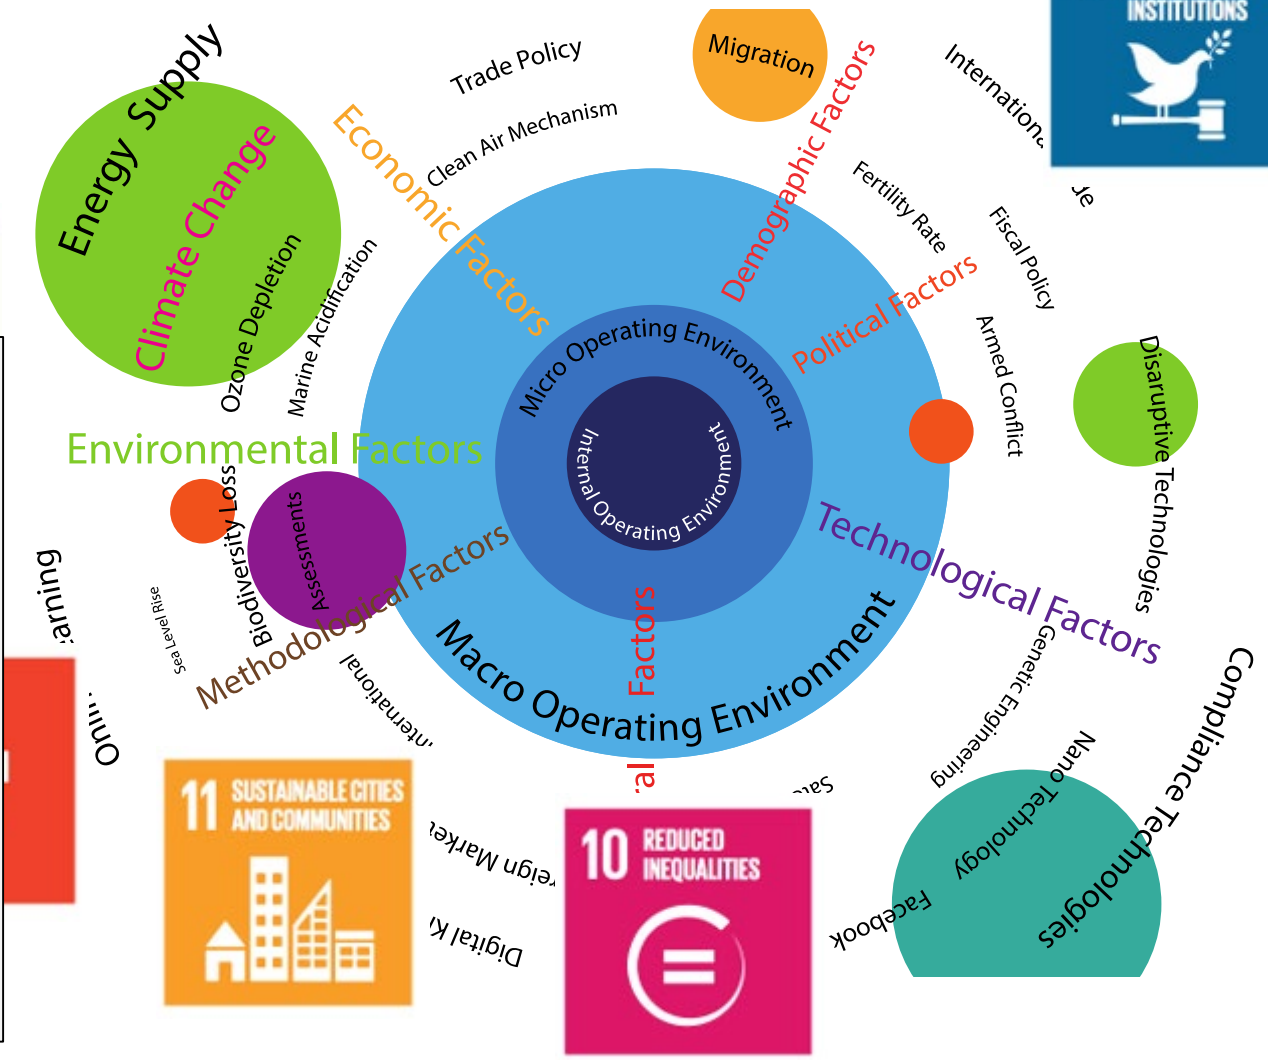 INSTITUTIONS
Energy Supply
Climate Change
Ozone Depletion
Marine Acidification
Trade Policy
Clean Air Mechanism
Economic Factors
Migration
Demographic Factors
Fertility Rate
Fiscal Policy
Political Factors
Armed Conflict
Disaruptive Technologies
Micro Operating Environment
Internal Operating Environment
Macro Operating Environment
Environmental Factors
Biodiversity Loss
Assessments
Sea Level Rise
Methodological Factors
International
Factors
Technological Factors
Genetic Engineering
Nano Technology
Compliance Technologies
Facebook
Digital
11 SUSTAINABLE CITIES
AND COMMUNITIES
10 REDUCED
INEQUALITIES